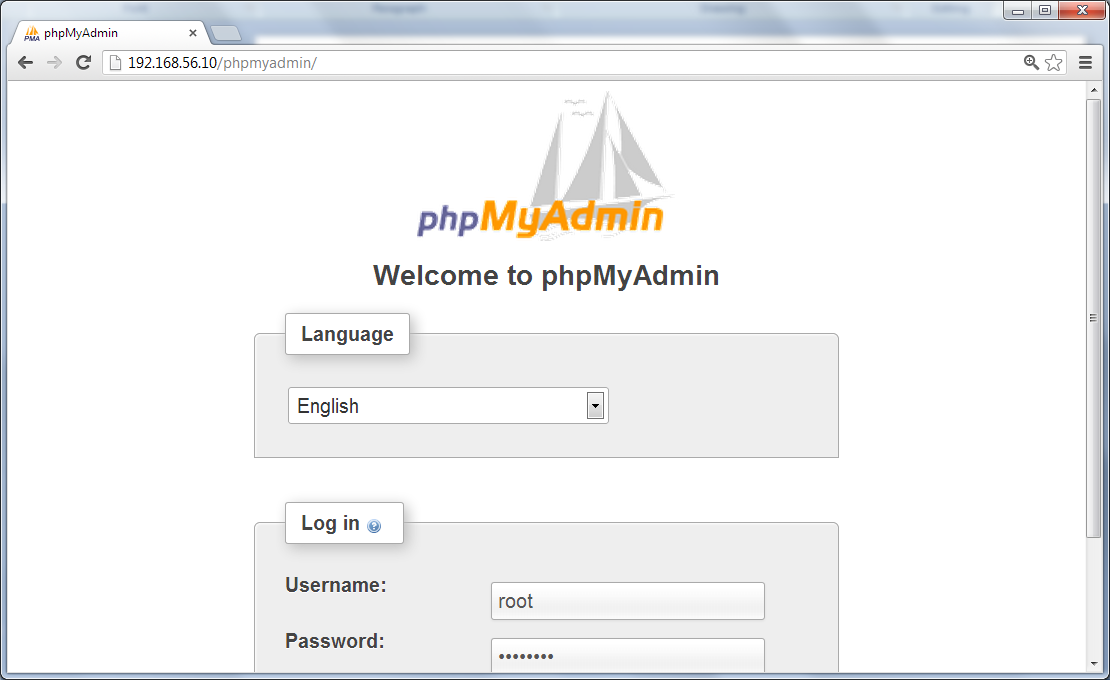 phpMyAdmin
192.168.56.10/phpmyadmin/
phpMyAdmin
Welcome to phpMyAdmin
Language
English
Log in
Username:
root
Password:
••••••••